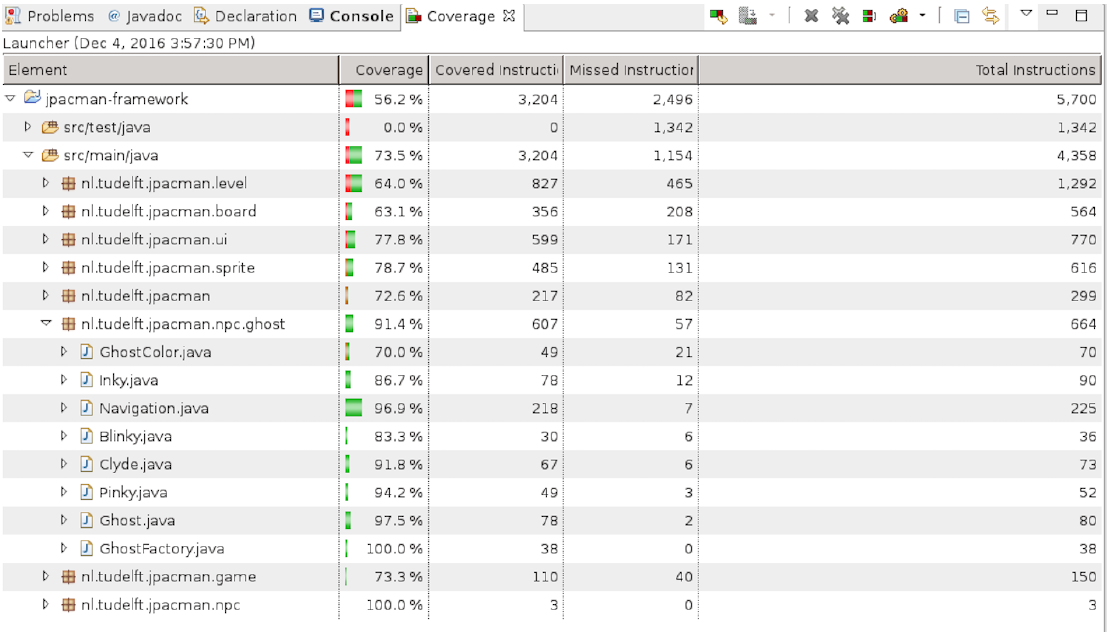 Problems @ Javadoc Declaration Console Coverage
Launcher (Dec 4, 2016 3:57:30 PM)
Element Coverage Covered Instructi Missed Instruction Total Instructions
jpacman-framework 56.2 % 3,204 2,496 5,700
src/test/java 0.0 % 0 1,342 1,342
src/main/java 73.5 % 3,204 1,154 4,358
nl.tudelft.jpacman.level 64.0 % 827 465 1,292
nl.tudelft.jpacman.board 63.1 % 356 208 564
nl.tudelft.jpacman.ui 77.8 % 599 171 770
nl.tudelft.jpacman.sprite 78.7 % 485 131 616
nl.tudelft.jpacman 72.6 % 217 82 299
nl.tudelft.jpacman.npc.ghost 91.4 % 607 57 664
GhostColor.java 70.0 % 49 21 70
Inky.java 86.7 % 78 12 90
Navigation.java 96.9 % 218 7 225
Blinky.java 83.3 % 30 6 36
Clyde.java 91.8 % 67 6 73
Pinky.java 94.2 % 49 3 52
Ghost.java 97.5 % 78 2 80
GhostFactory.java 100.0 % 38 0 38
nl.tudelft.jpacman.game 73.3 % 110 40 150
nl.tudelft.jpacman.npc 100.0 % 3 0 3